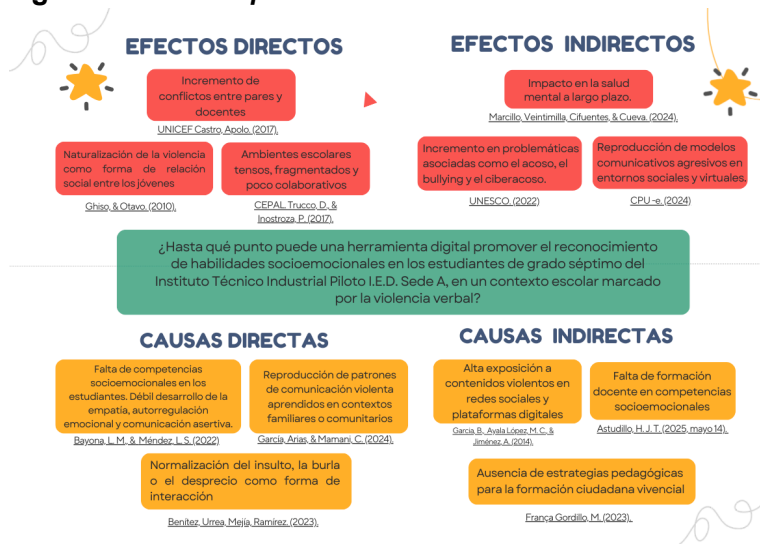 EFECTOS DIRECTOS
Incremento de
conflictos entre pares y
docentes
UNICEF Castro, Apolo. (2017).
Naturalización de la violencia
como forma de relación
social entre los jóvenes
Ghiso, & Otavo. (2010).
Ambientes escolares
tensos, fragmentados y
poco colaborativos
CEPAL. Trucco, D., &
Inostroza, P. (2017).
EFECTOS INDIRECTOS
Impacto en la salud
mental a largo plazo.
Marcillo, Veintimilla, Cifuentes, & Cueva. (2024).
Incremento en problemáticas
asociadas como el acoso, el
bullying y el ciberacoso.
UNESCO. (2022)
Reproducción de modelos
comunicativos agresivos en
entornos sociales y virtuales.
CPU -e. (2024)
¿Hasta qué punto puede una herramienta digital promover el reconocimiento
de habilidades socioemocionales en los estudiantes de grado séptimo del
Instituto Técnico Industrial Piloto I.E.D. Sede A, en un contexto escolar marcado
por la violencia verbal?
CAUSAS DIRECTAS
Falta de competencias
socioemocionales en los
estudiantes. Débil desarrollo de la
empatía, autorregulación
emocional y comunicación asertiva.
Bayona, L. M., & Méndez, L. S. (2022)
Reproducción de patrones
de comunicación violenta
aprendidos en contextos
familiares o comunitarios
García, Arias, & Mamani, C. (2024).
Normalización del insulto, la burla
o el desprecio como forma de
interacción
Benítez, Urrea, Mejía, Ramírez. (2023).
CAUSAS INDIRECTAS
Alta exposición a
contenidos violentos en
redes sociales y
plataformas digitales
García, B., Ayala López, M. C., &
Jiménez, A. (2014).
Falta de formación
docente en competencias
socioemocionales
Astudillo, H. J. T. (2025, mayo 14).
Ausencia de estrategias pedagógicas
para la formación ciudadana vivencial
França Gordillo, M. (2023).